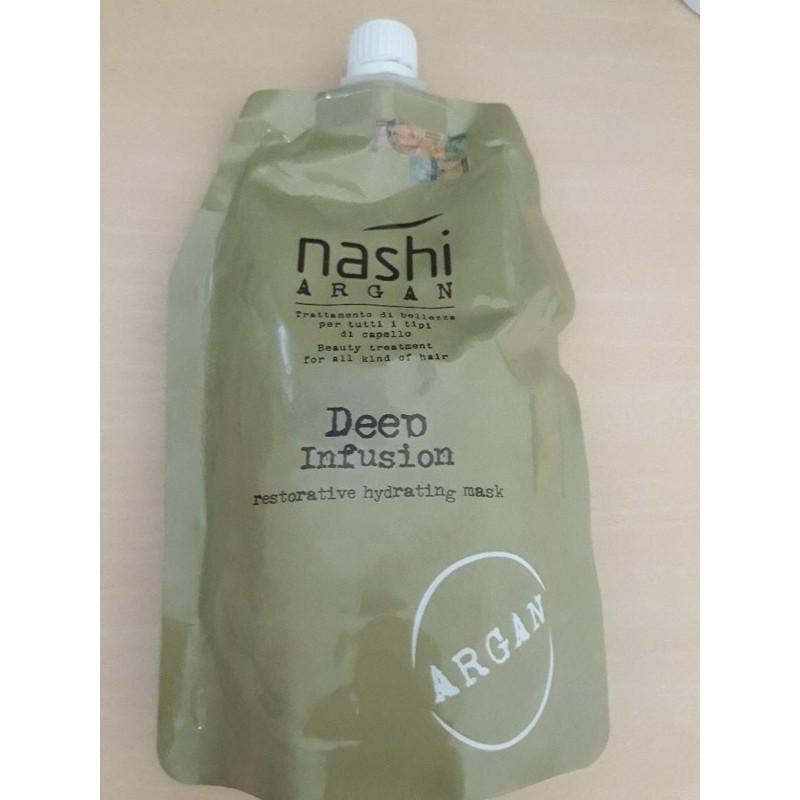 nashi
ARGAN
Trattamento di bellezza
per tutti i tipi
di capello
Beauty treatment
for all kind of hair
Deep
Infusion
restorative hydrating mask
ARGAN